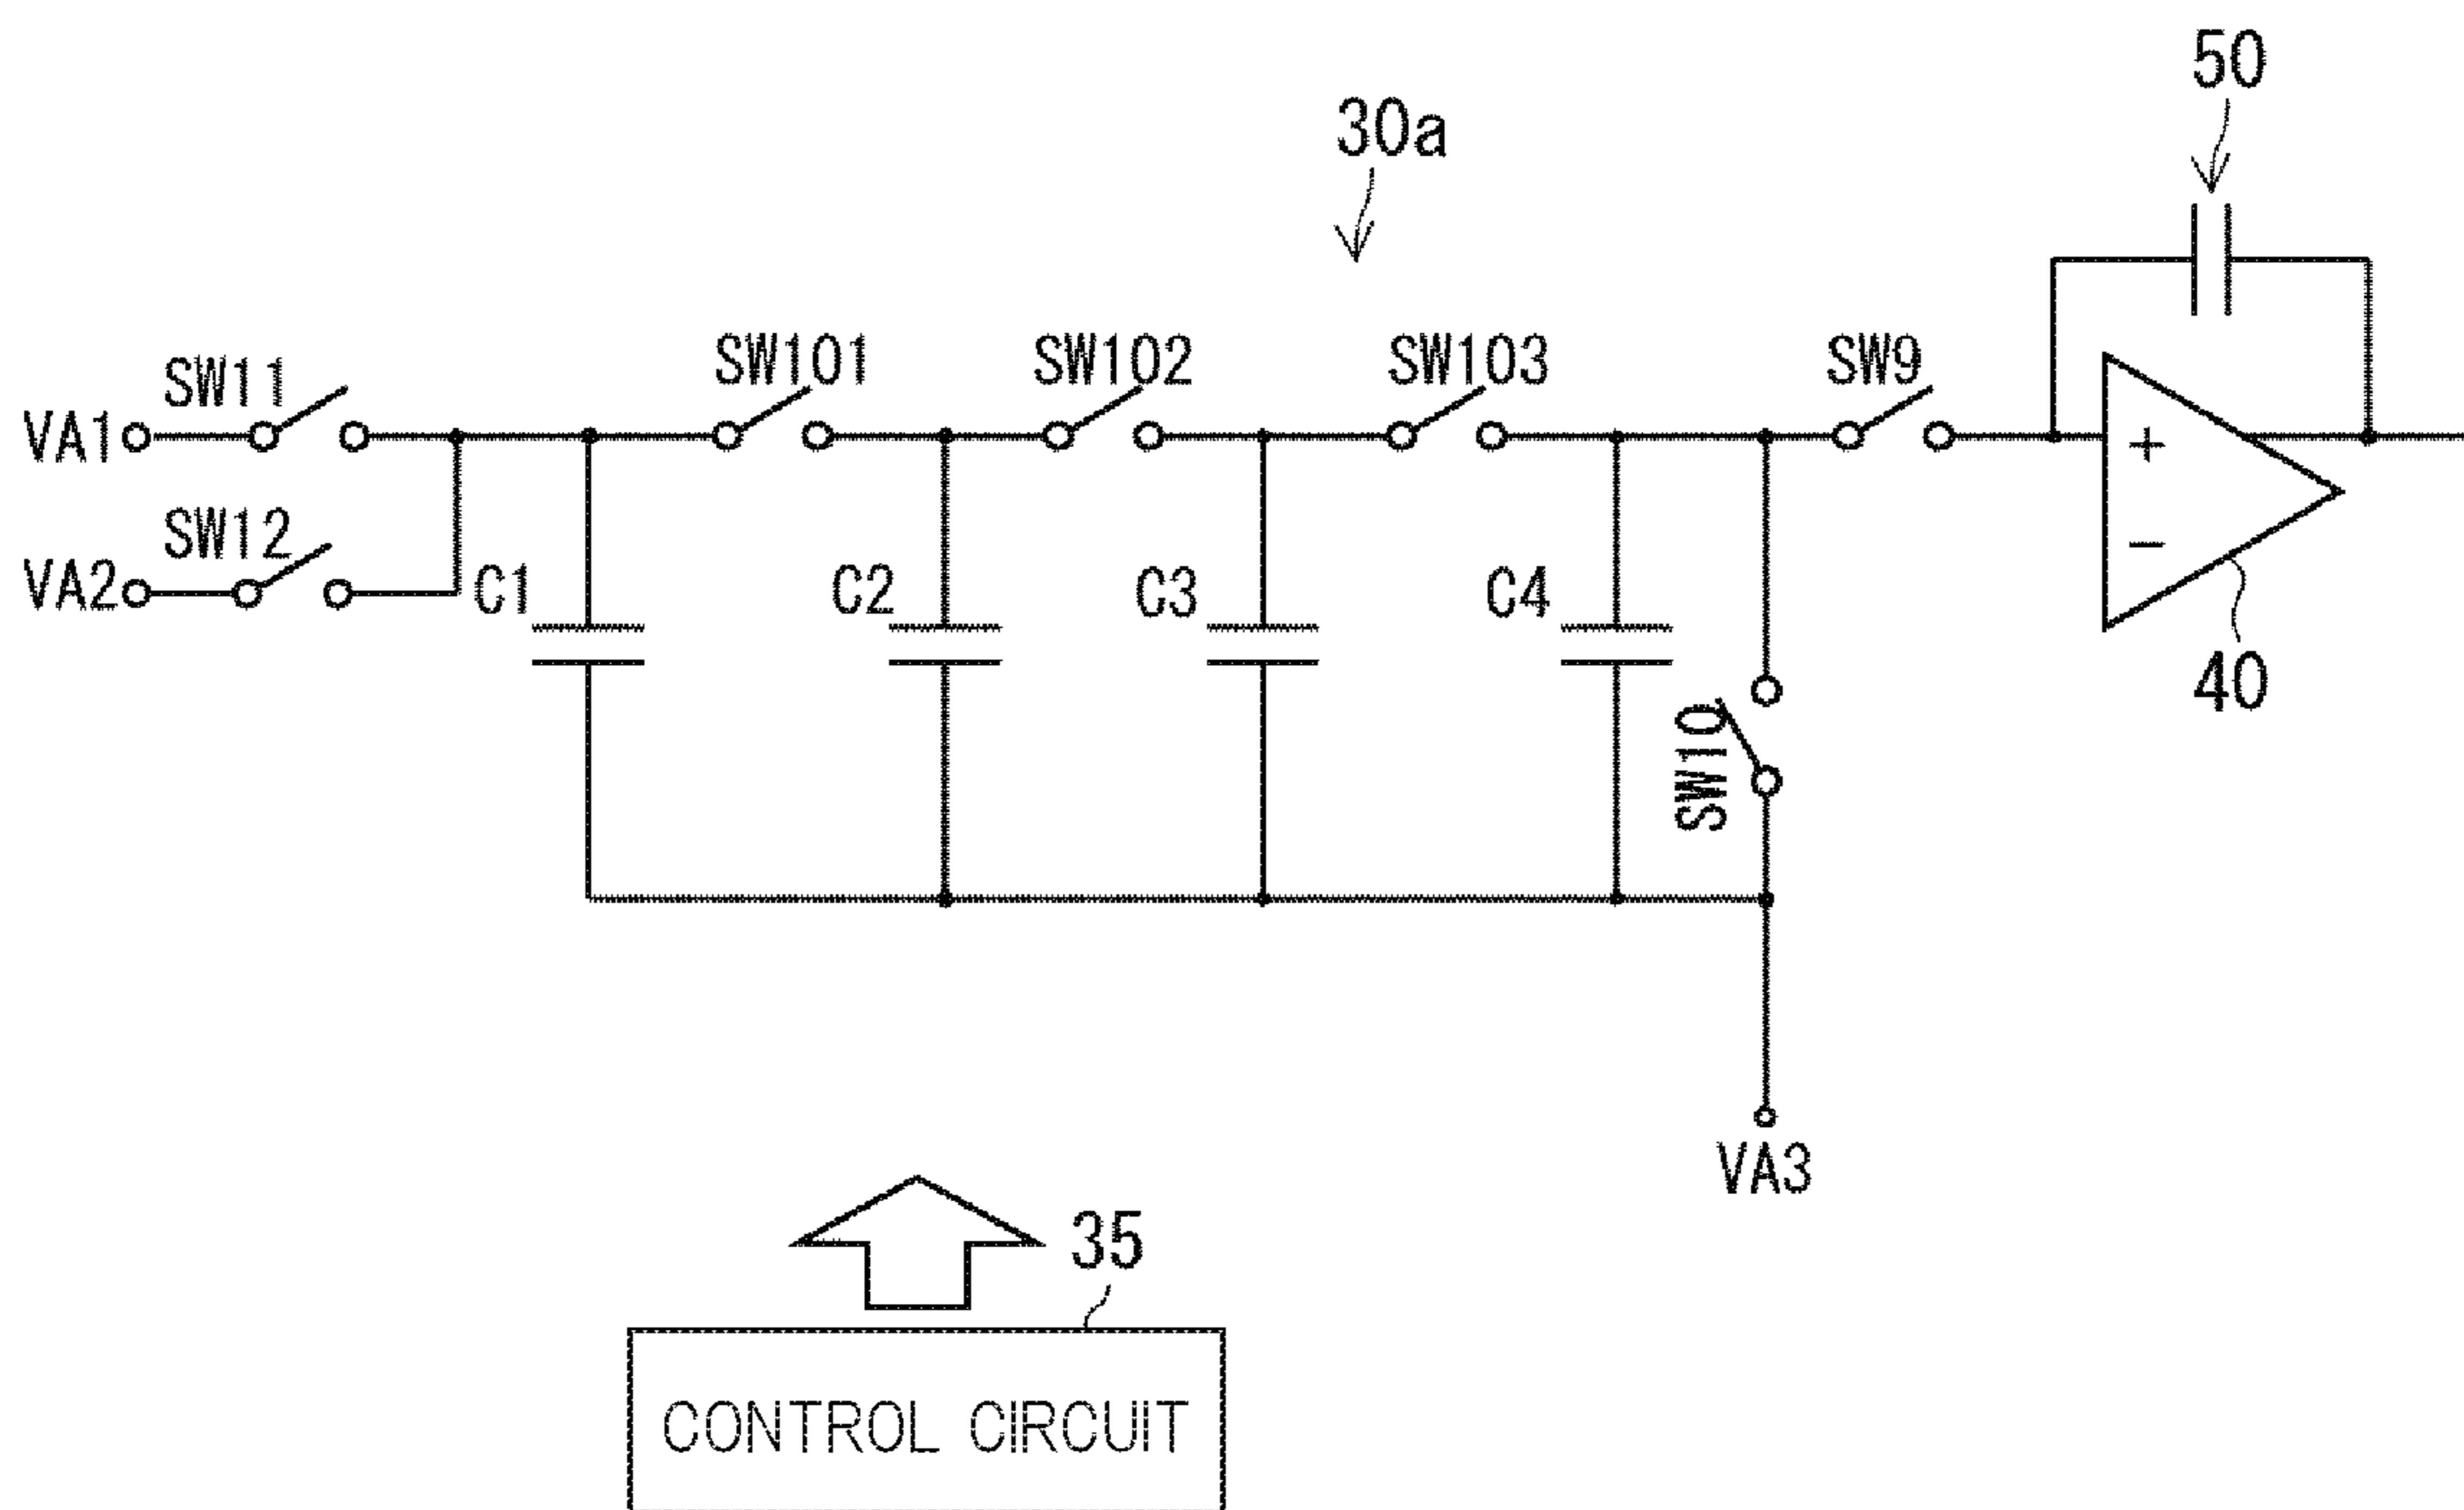 50
30a
SW101 SW102 SW103 SW9
SW11
VA1
+
SW12
−
VA2 C1 C2 C3 C4
40
SW10
VA3
35
CONTROL CIRCUIT